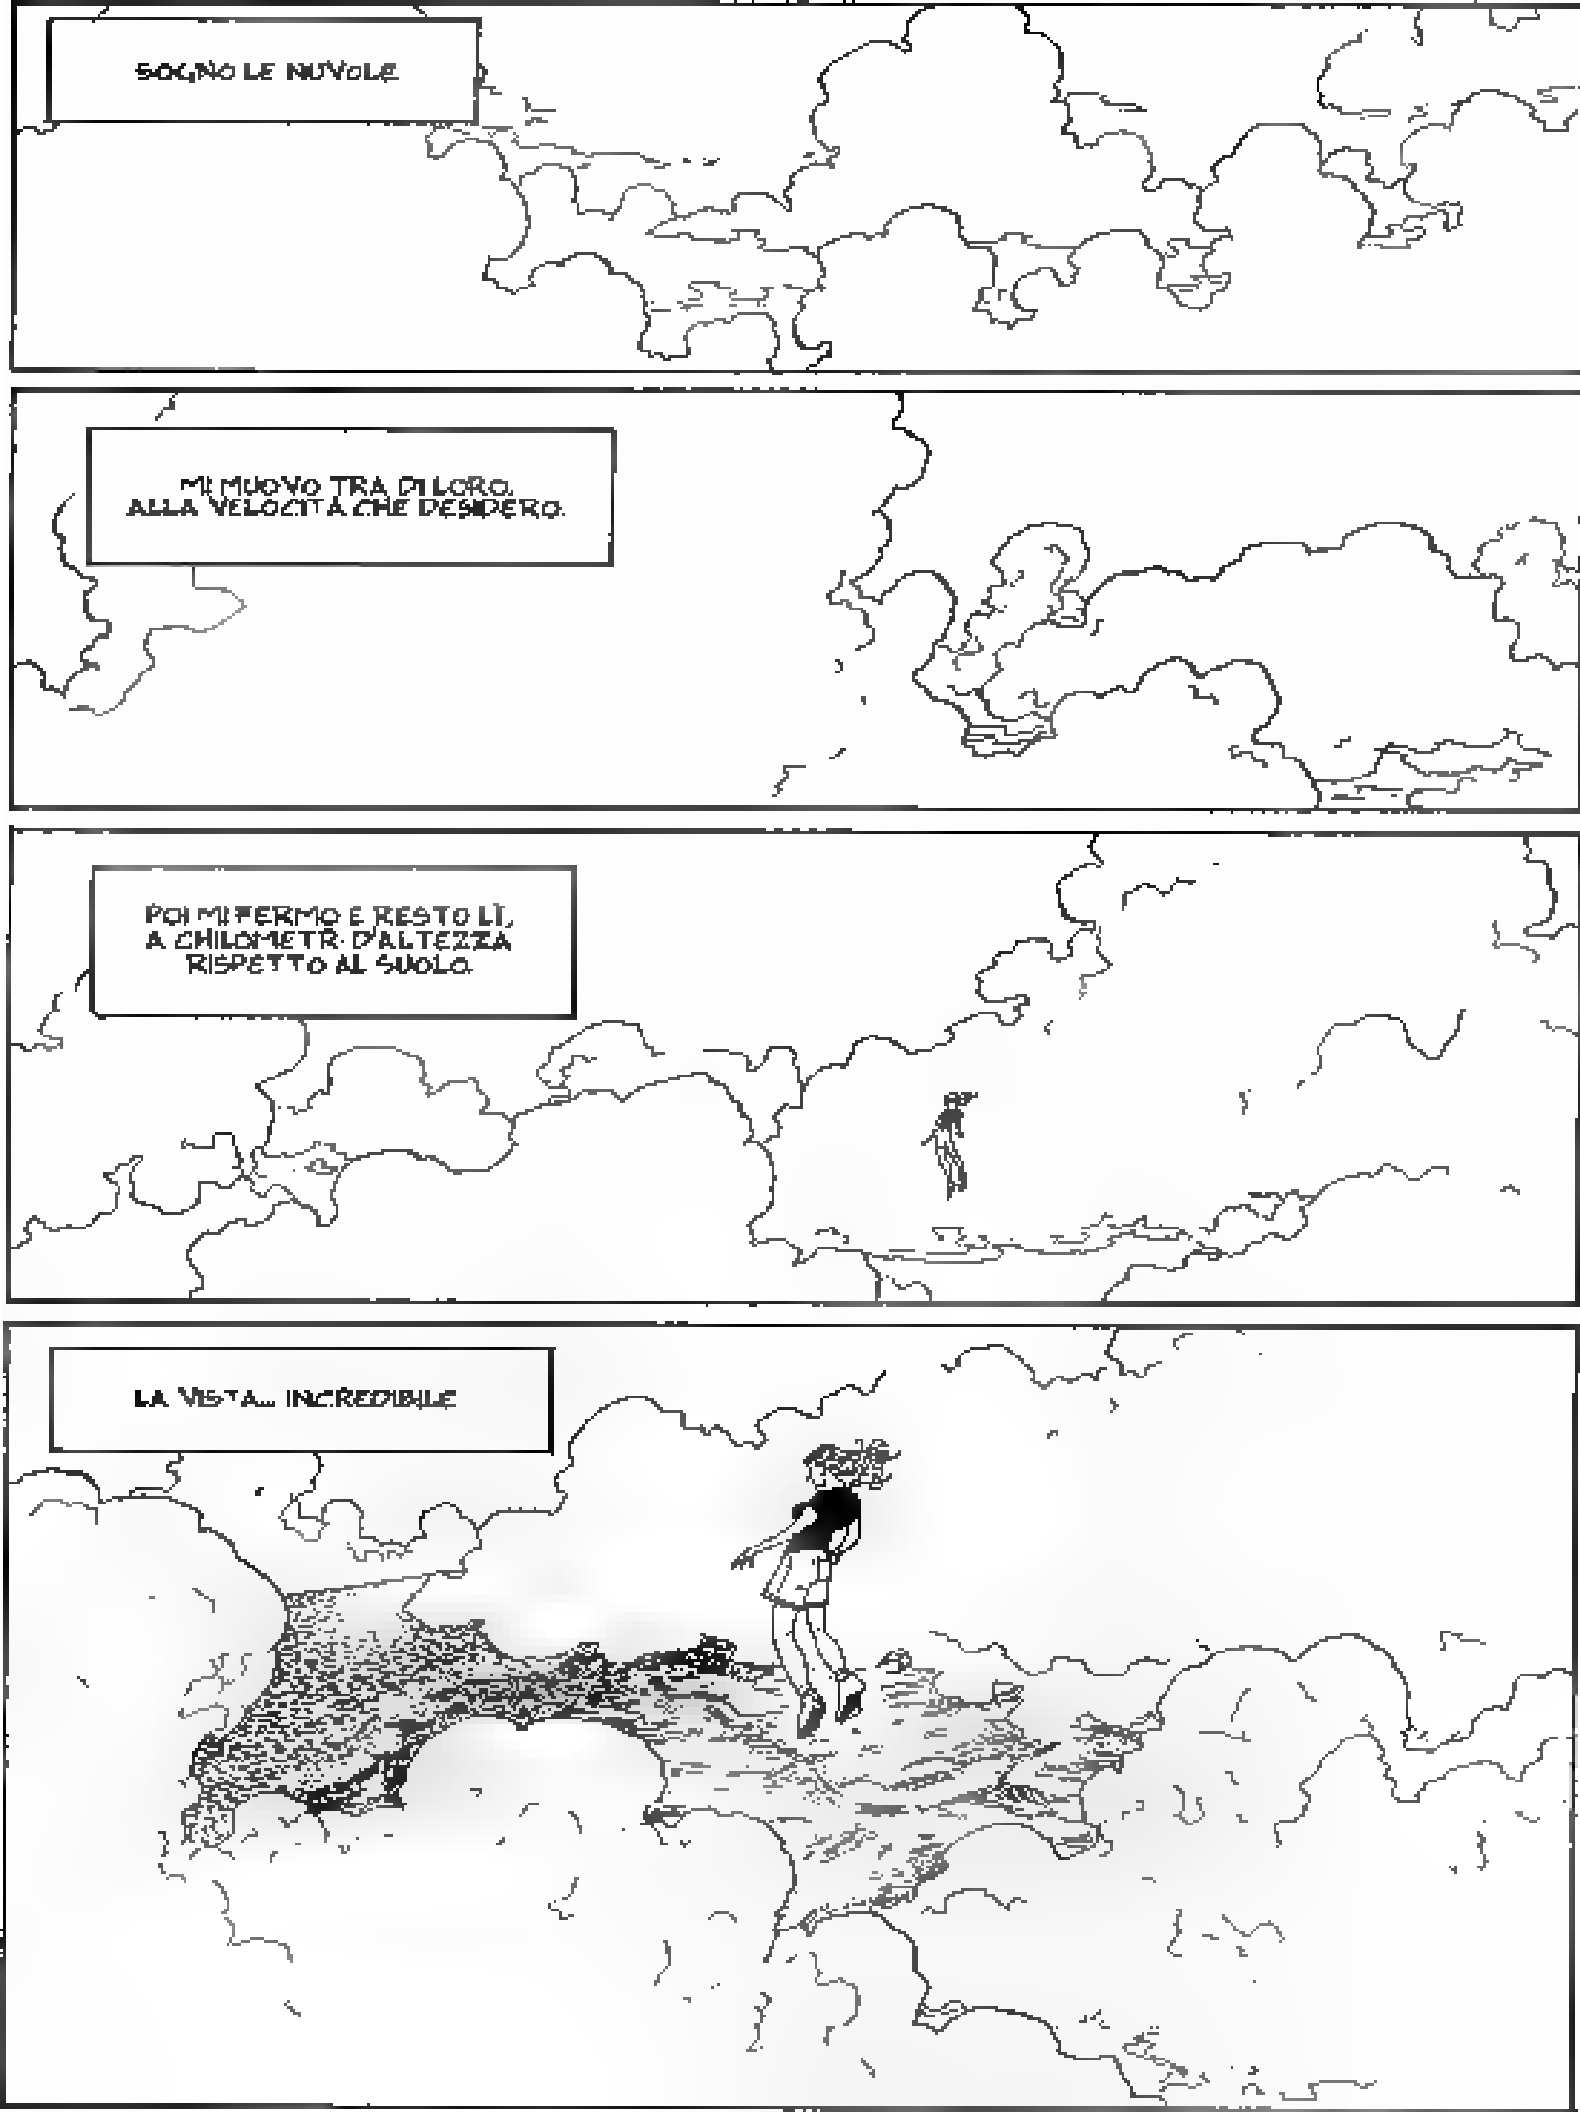 SOGNO LE NUVOLE
MI MUOVO TRA DI LORO,
ALLA VELOCITÀ CHE DESIDERO.
POI MI FERMO E RESTO LÌ,
A CHILOMETRI D'ALTEZZA
RISPETTO AL SUOLO.
LA VISTA... INCREDIBILE